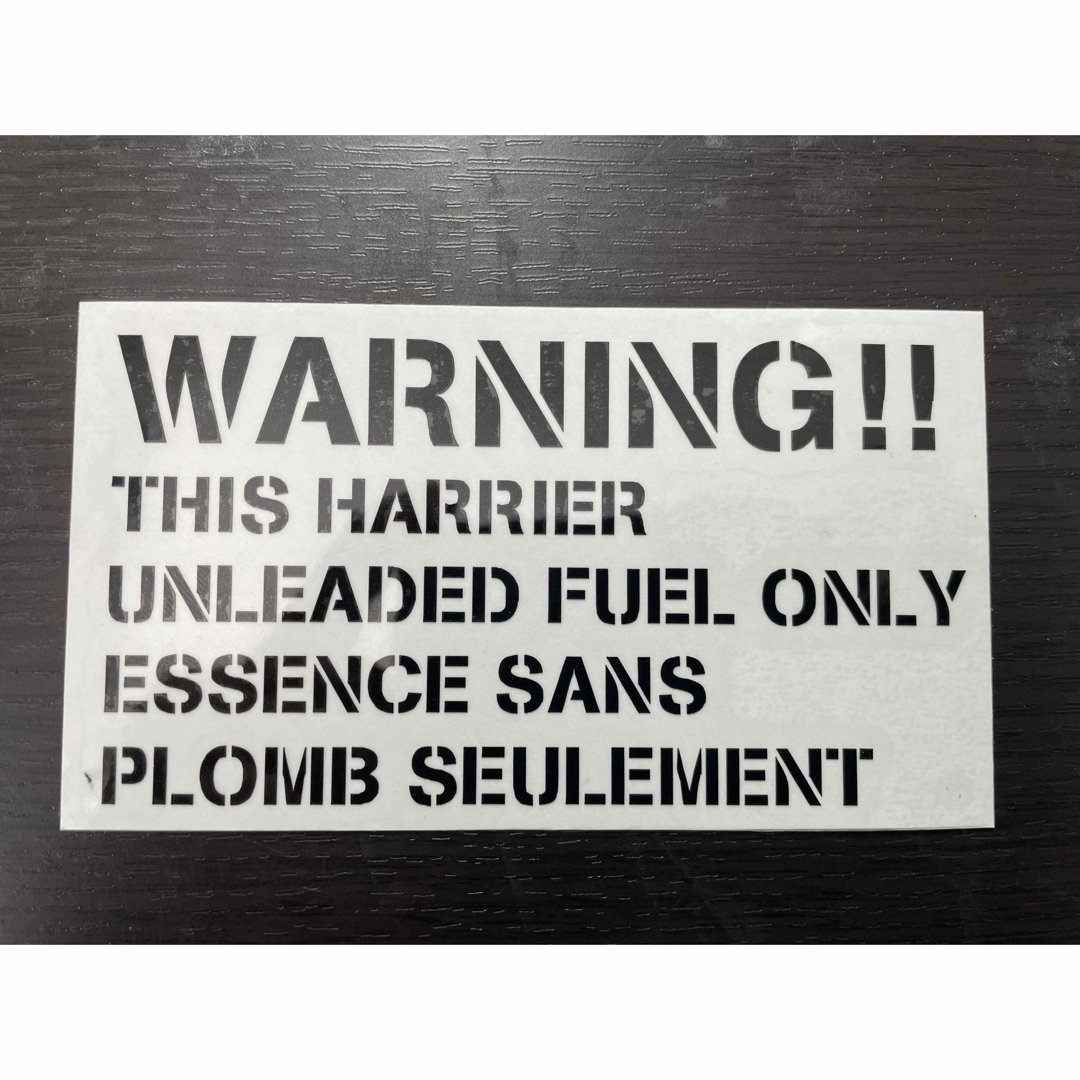 WARNING!!
THIS HARRIER
UNLEADED FUEL ONLY
ESSENCE SANS
PLOMB SEULEMENT